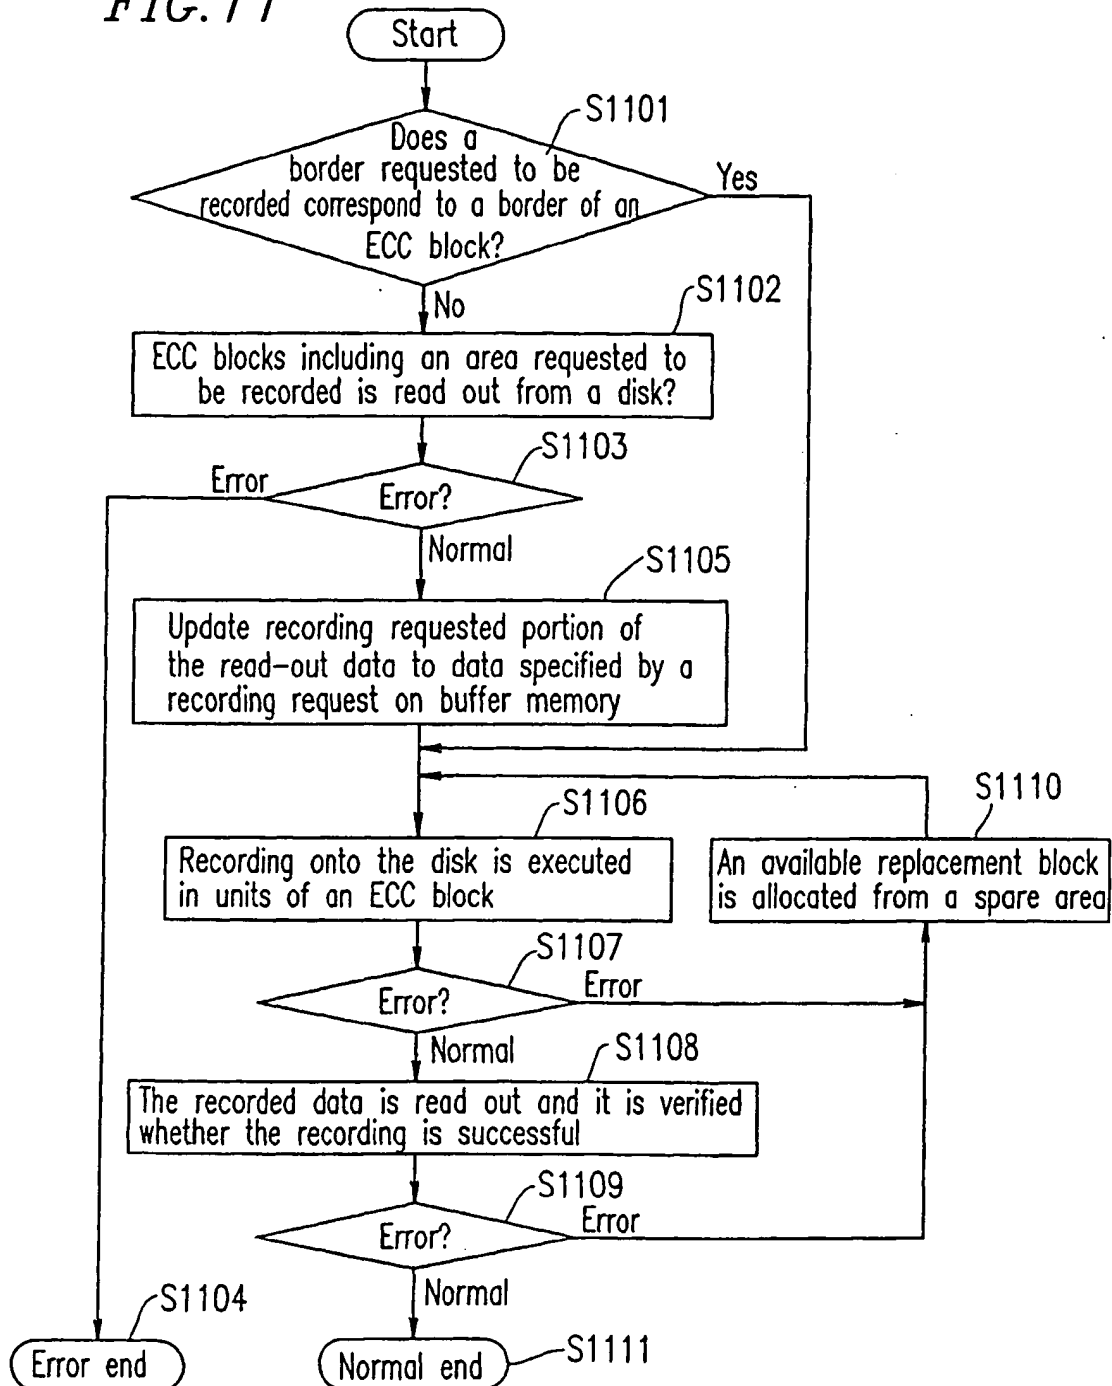 FIG. 11
Start
S1101
Does a
border requested to be
recorded correspond to a border of an
ECC block?
Yes
No
S1102
ECC blocks including an area requested to
be recorded is read out from a disk?
S1103
Error
Error?
Normal
S1105
Update recording requested portion of
the read-out data to data specified by a
recording request on buffer memory
S1106
Recording onto the disk is executed
in units of an ECC block
S1110
An available replacement block
is allocated from a spare area
S1107
Error?
Error
Normal
S1108
The recorded data is read out and it is verified
whether the recording is successful
S1109
Error?
Error
Normal
S1104
Error end
Normal end
S1111